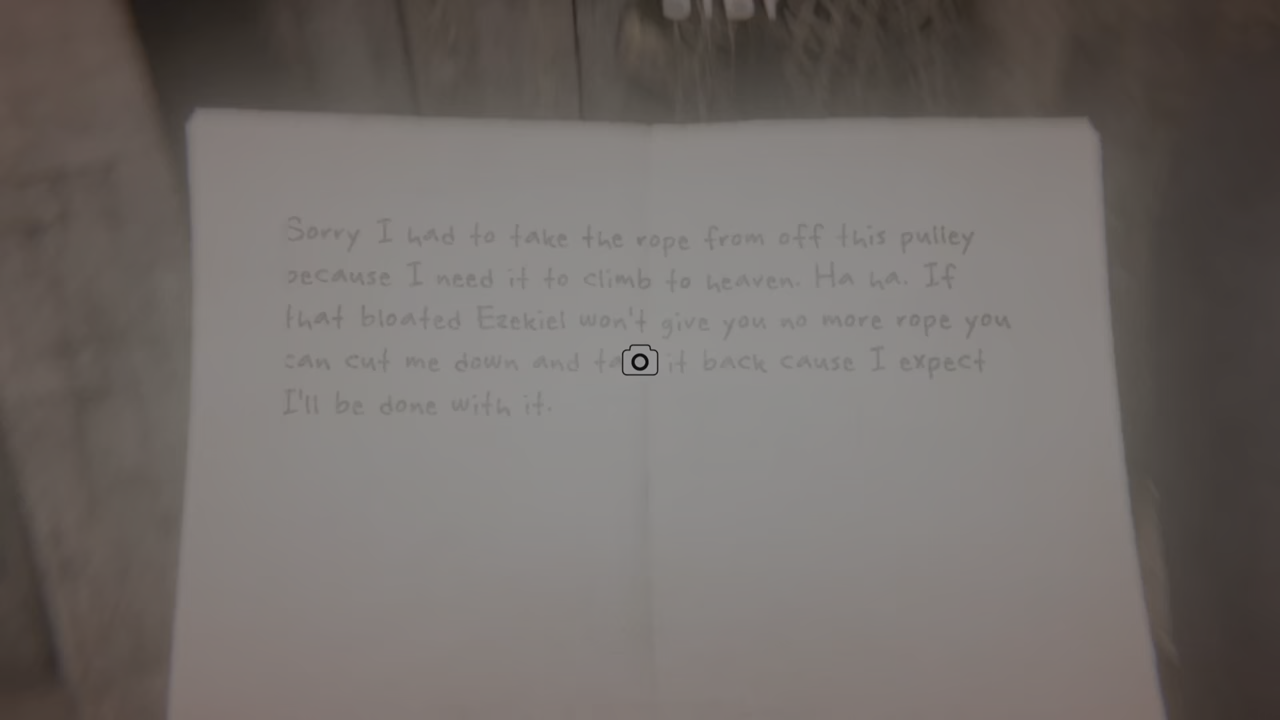 Sorry I had to take the rope from off this pulley
because I need it to climb to heaven. Ha ha. If
that bloated Ezekiel won't give you no more rope you
can cut me down and it back cause I expect
I'll be done with it.